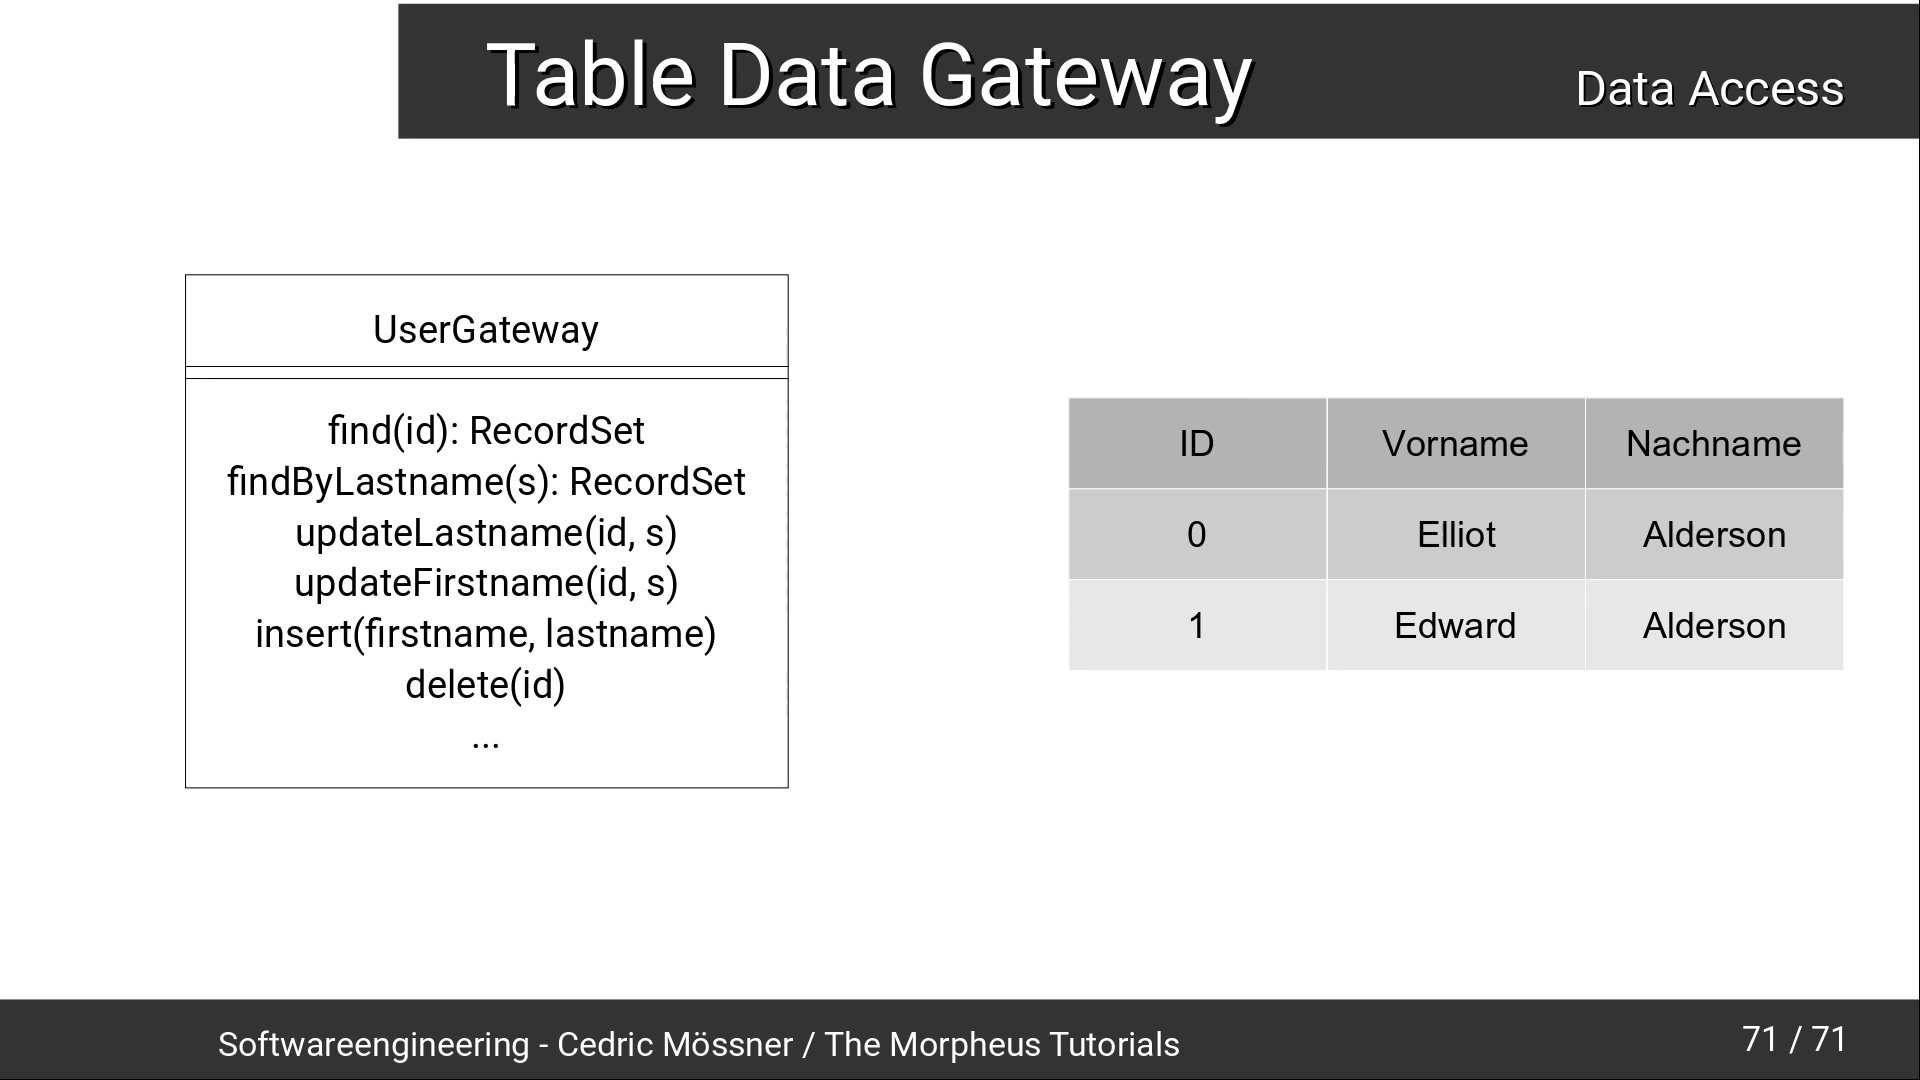 Table Data Gateway
Data Access
UserGateway
find(id): RecordSet
findByLastname(s): RecordSet
updateLastname(id, s)
updateFirstname(id, s)
insert(firstname, lastname)
delete(id)
...
ID Vorname Nachname
0 Elliot Alderson
1 Edward Alderson
Softwareengineering - Cedric Mössner / The Morpheus Tutorials
71 / 71